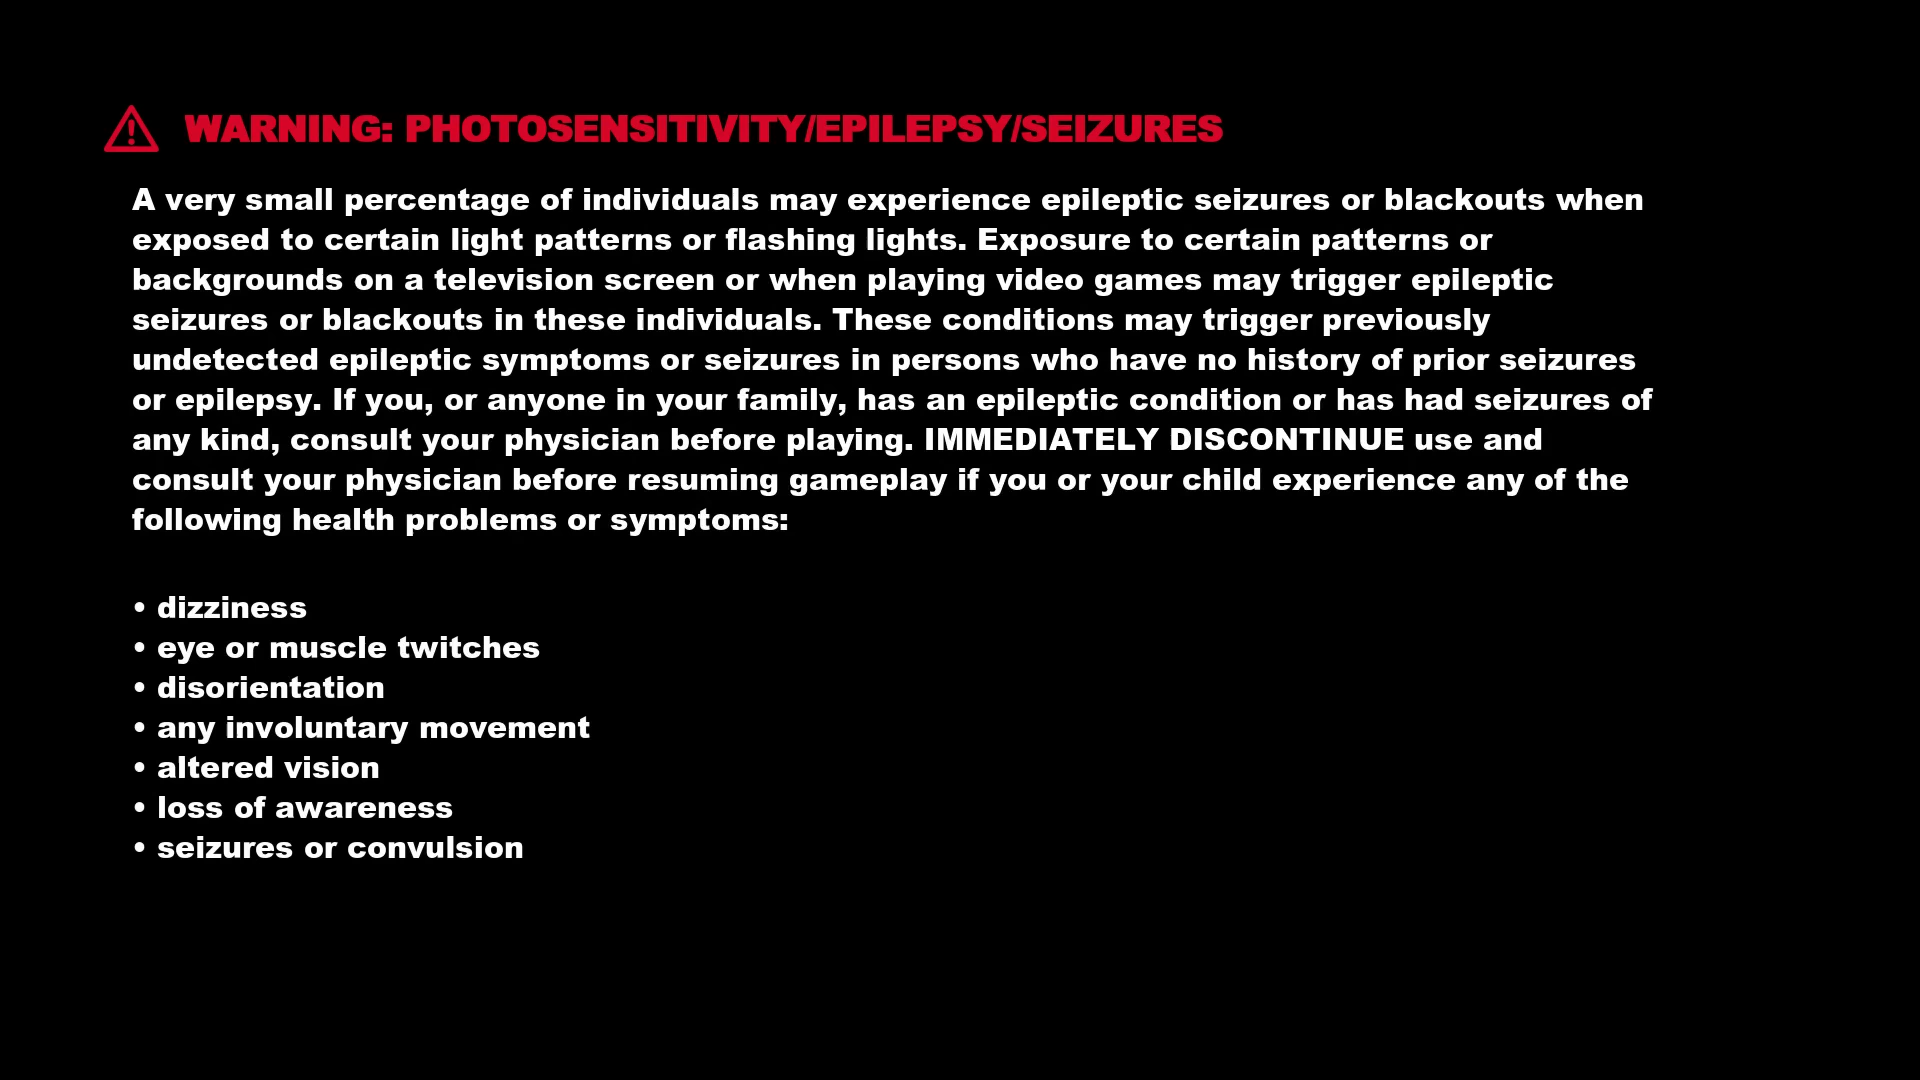 WARNING: PHOTOSENSITIVITY/EPILEPSY/SEIZURES
A very small percentage of individuals may experience epileptic seizures or blackouts when
exposed to certain light patterns or flashing lights. Exposure to certain patterns or
backgrounds on a television screen or when playing video games may trigger epileptic
seizures or blackouts in these individuals. These conditions may trigger previously
undetected epileptic symptoms or seizures in persons who have no history of prior seizures
or epilepsy. If you, or anyone in your family, has an epileptic condition or has had seizures of
any kind, consult your physician before playing. IMMEDIATELY DISCONTINUE use and
consult your physician before resuming gameplay if you or your child experience any of the
following health problems or symptoms:
• dizziness
• eye or muscle twitches
• disorientation
• any involuntary movement
• altered vision
• loss of awareness
• seizures or convulsion